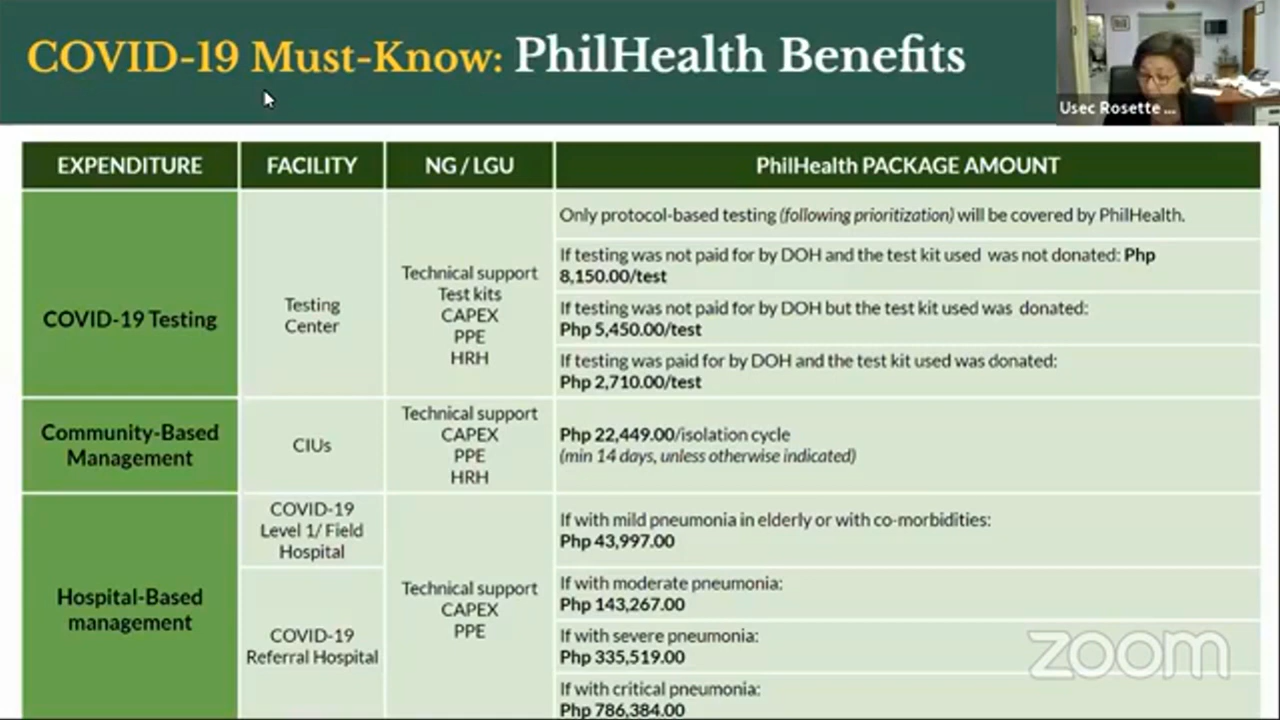 COVID-19 Must-Know: PhilHealth Benefits
Usec Rosette ...
EXPENDITURE
FACILITY
NG / LGU
PhilHealth PACKAGE AMOUNT
COVID-19 Testing
Testing
Center
Technical support
Test kits
CAPEX
PPE
HRH
Only protocol-based testing (following prioritization) will be covered by PhilHealth.
If testing was not paid for by DOH and the test kit used was not donated: Php
8,150.00/test
If testing was not paid for by DOH but the test kit used was donated:
Php 5,450.00/test
If testing was paid for by DOH and the test kit used was donated:
Php 2,710.00/test
Community-Based
Management
CIUs
Technical support
CAPEX
PPE
HRH
Php 22,449.00/isolation cycle
(min 14 days, unless otherwise indicated)
Hospital-Based
management
COVID-19
Level 1/ Field
Hospital
COVID-19
Referral Hospital
Technical support
CAPEX
PPE
If with mild pneumonia in elderly or with co-morbidities:
Php 43,997.00
If with moderate pneumonia:
Php 143,267.00
If with severe pneumonia:
Php 335,519.00
If with critical pneumonia:
Php 786,384.00
zoom